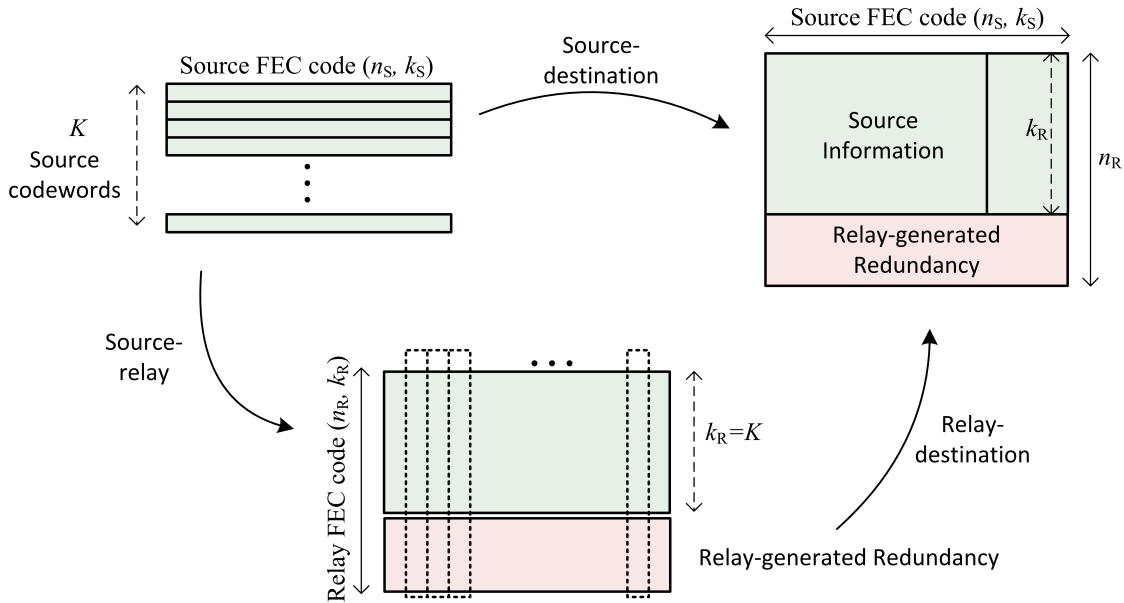 Source FEC code (nS, kS)
K
Source
codewords
Source-
destination
Source FEC code (nS, kS)
Source
Information
kR
nR
Relay-generated
Redundancy
Source-
relay
Relay FEC code (nR, kR)
kR=K
Relay-generated Redundancy
Relay-
destination